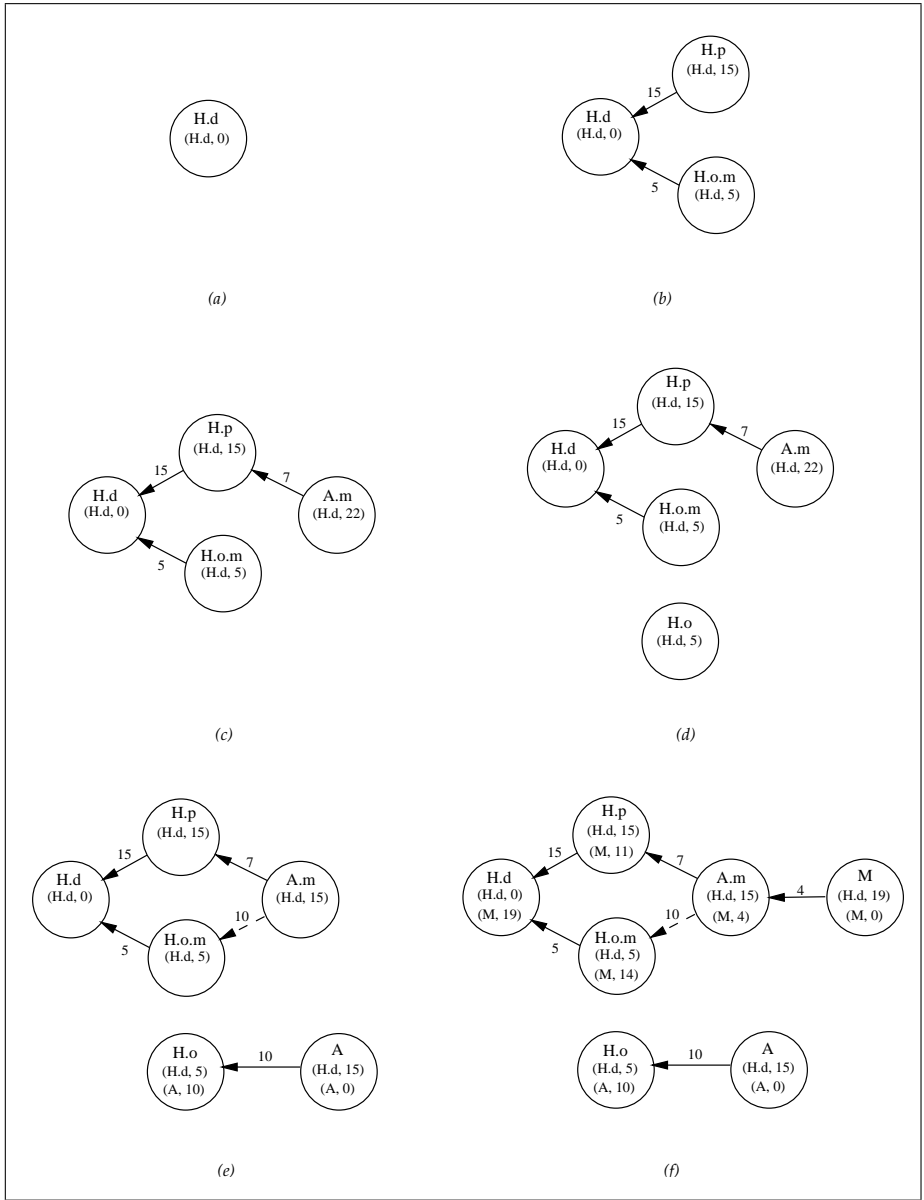 H.d
(H.d, 0)
(a)
H.p
(H.d, 15)
15
H.d
(H.d, 0)
H.o.m
(H.d, 5)
5
(b)
H.p
(H.d, 15)
15
7
H.d
(H.d, 0)
A.m
(H.d, 22)
H.o.m
(H.d, 5)
5
(c)
H.p
(H.d, 15)
15
7
H.d
(H.d, 0)
A.m
(H.d, 22)
H.o.m
(H.d, 5)
5
H.o
(H.d, 5)
(d)
H.p
(H.d, 15)
15
7
H.d
(H.d, 0)
A.m
(H.d, 15)
10
H.o.m
(H.d, 5)
5
H.o
(H.d, 5)
(A, 10)
10
A
(H.d, 15)
(A, 0)
(e)
H.p
(H.d, 15)
(M, 11)
15
7
H.d
(H.d, 0)
(M, 19)
A.m
(H.d, 15)
(M, 4)
4
M
(H.d, 19)
(M, 0)
10
H.o.m
(H.d, 5)
(M, 14)
5
H.o
(H.d, 5)
(A, 10)
10
A
(H.d, 15)
(A, 0)
(f)